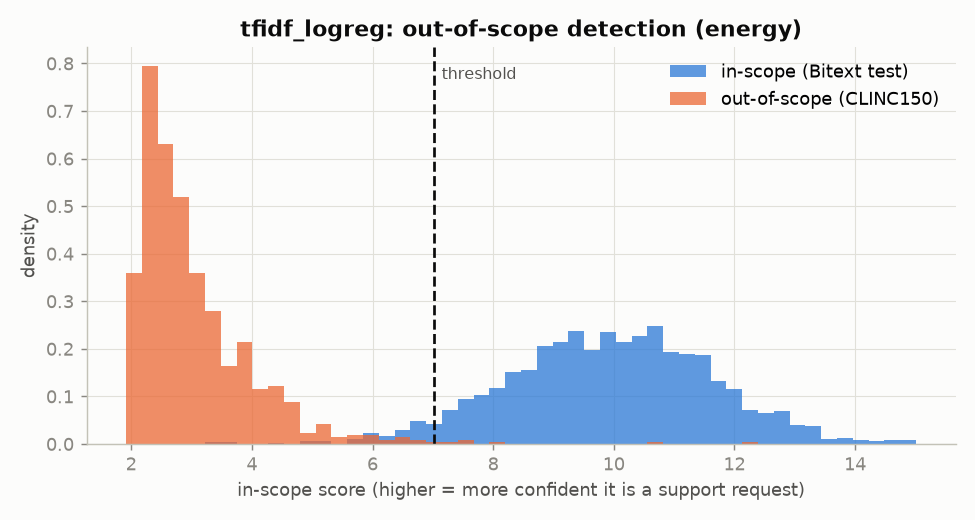 tfidf_logreg: out-of-scope detection (energy)
threshold
in-scope (Bitext test)
out-of-scope (CLINC150)
0.8
0.7
0.6
0.5
0.4
0.3
0.2
0.1
0.0
density
2 4 6 8 10 12 14
in-scope score (higher = more confident it is a support request)